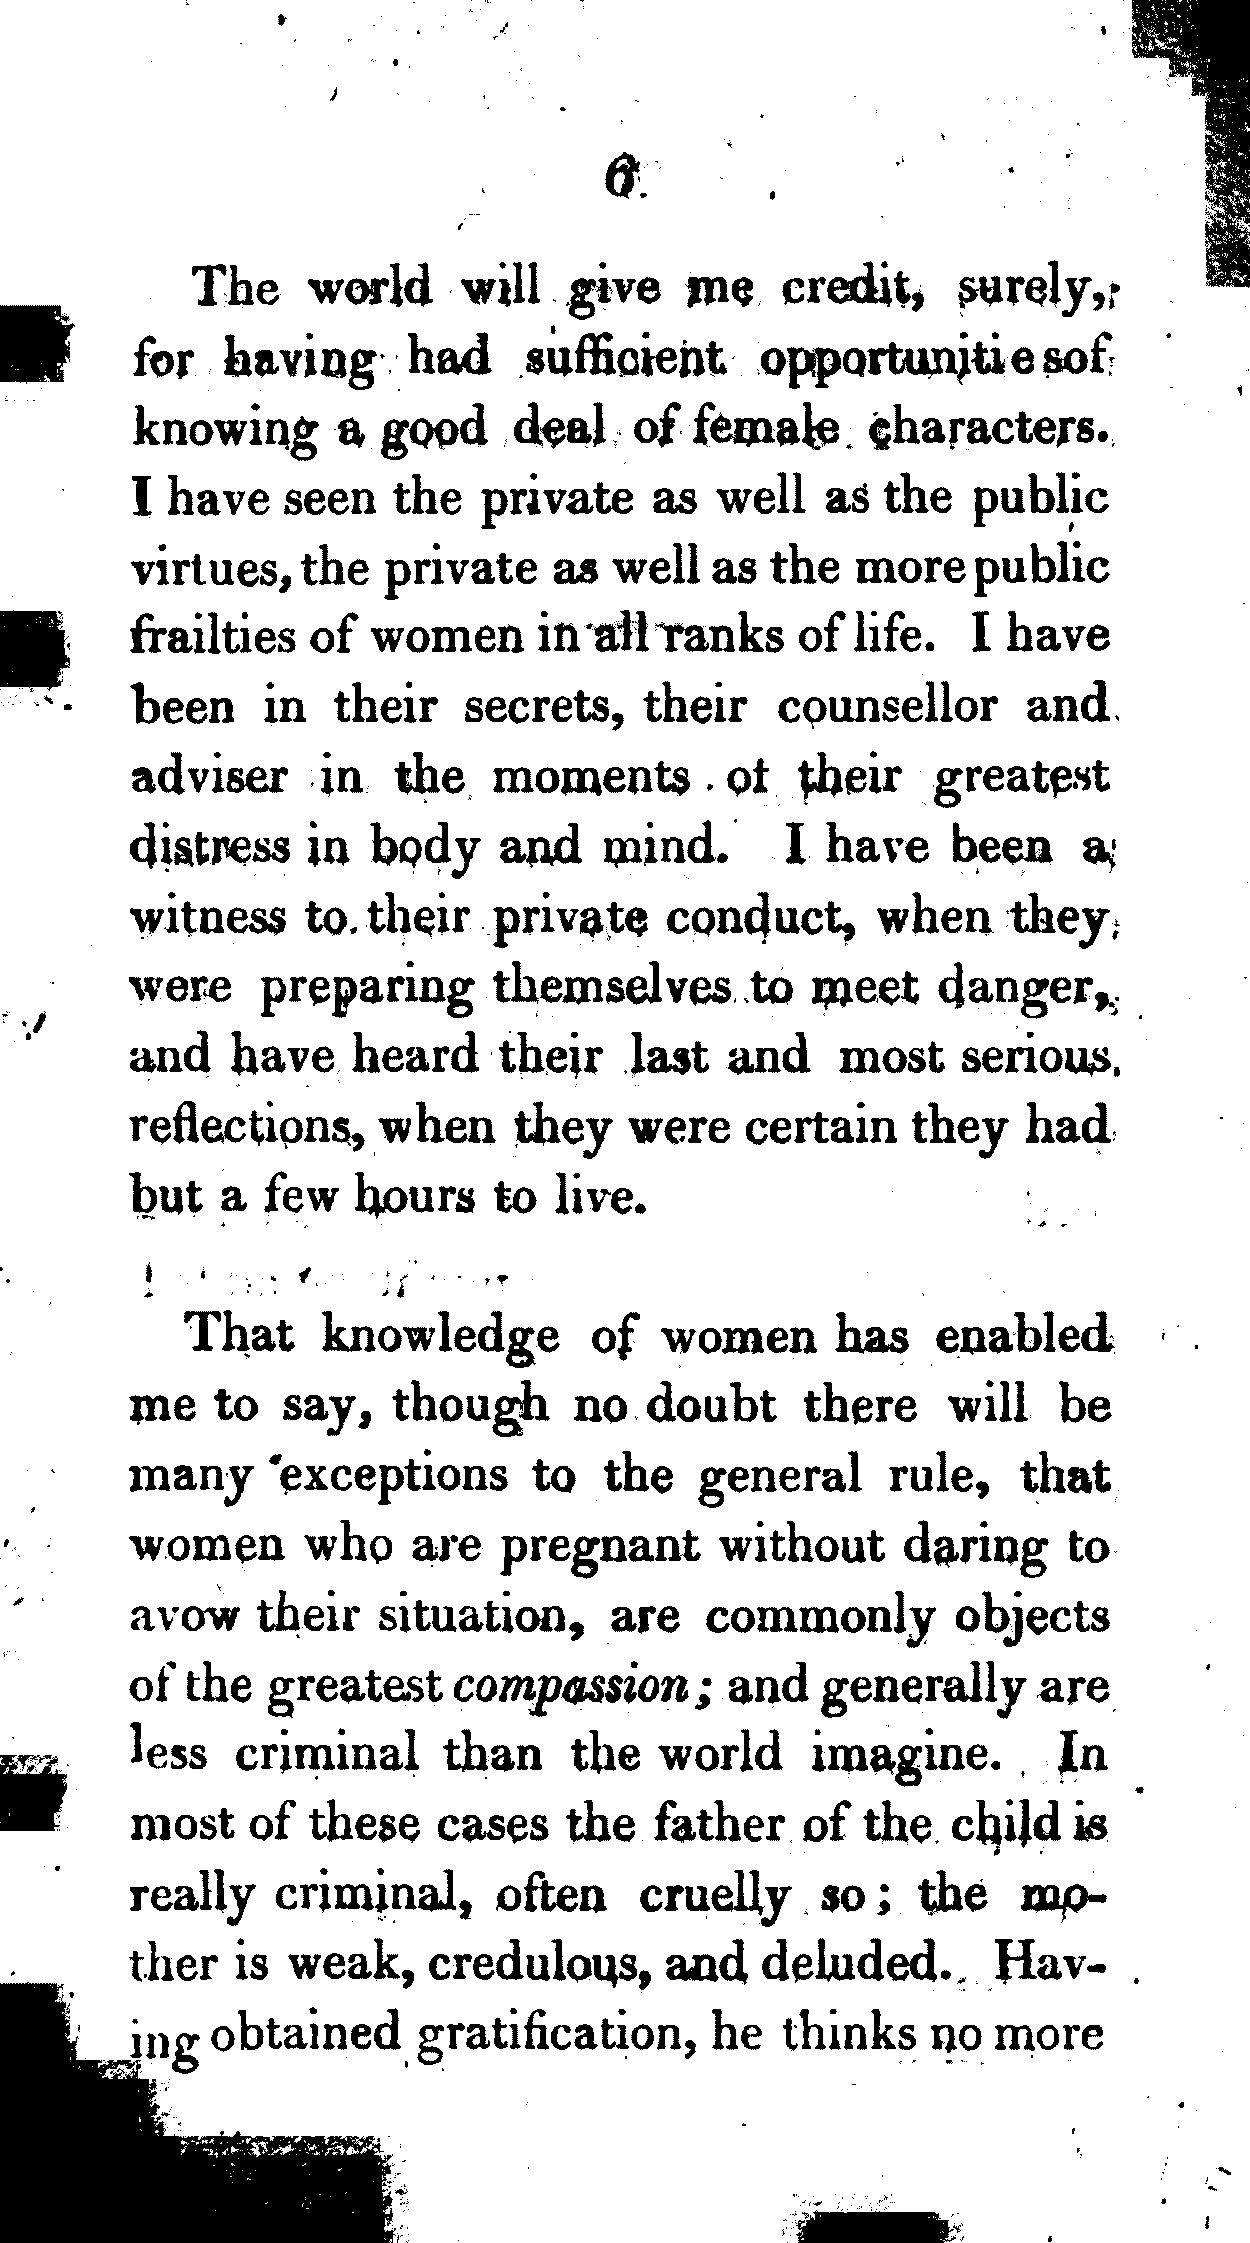 6
The world will give me credit, surely,
for having had sufficient opportunitie sof
knowing a good deal of female characters.
I have seen the private as well as the public
virtues, the private as well as the more public
frailties of women in all ranks of life. I have
been in their secrets, their counsellor and
adviser in the moments of their greatest
distress in body and mind. I have been a
witness to their private conduct, when they
were preparing themselves to meet danger,
and have heard their last and most serious
reflections, when they were certain they had
but a few hours to live.
That knowledge of women has enabled
me to say, though no doubt there will be
many exceptions to the general rule, that
women who are pregnant without daring to
avow their situation, are commonly objects
of the greatest compassion; and generally are
less criminal than the world imagine. In
most of these cases the father of the child is
really criminal, often cruelly so; the mo-
ther is weak, credulous, and deluded. Hav-
ing obtained gratification, he thinks no more